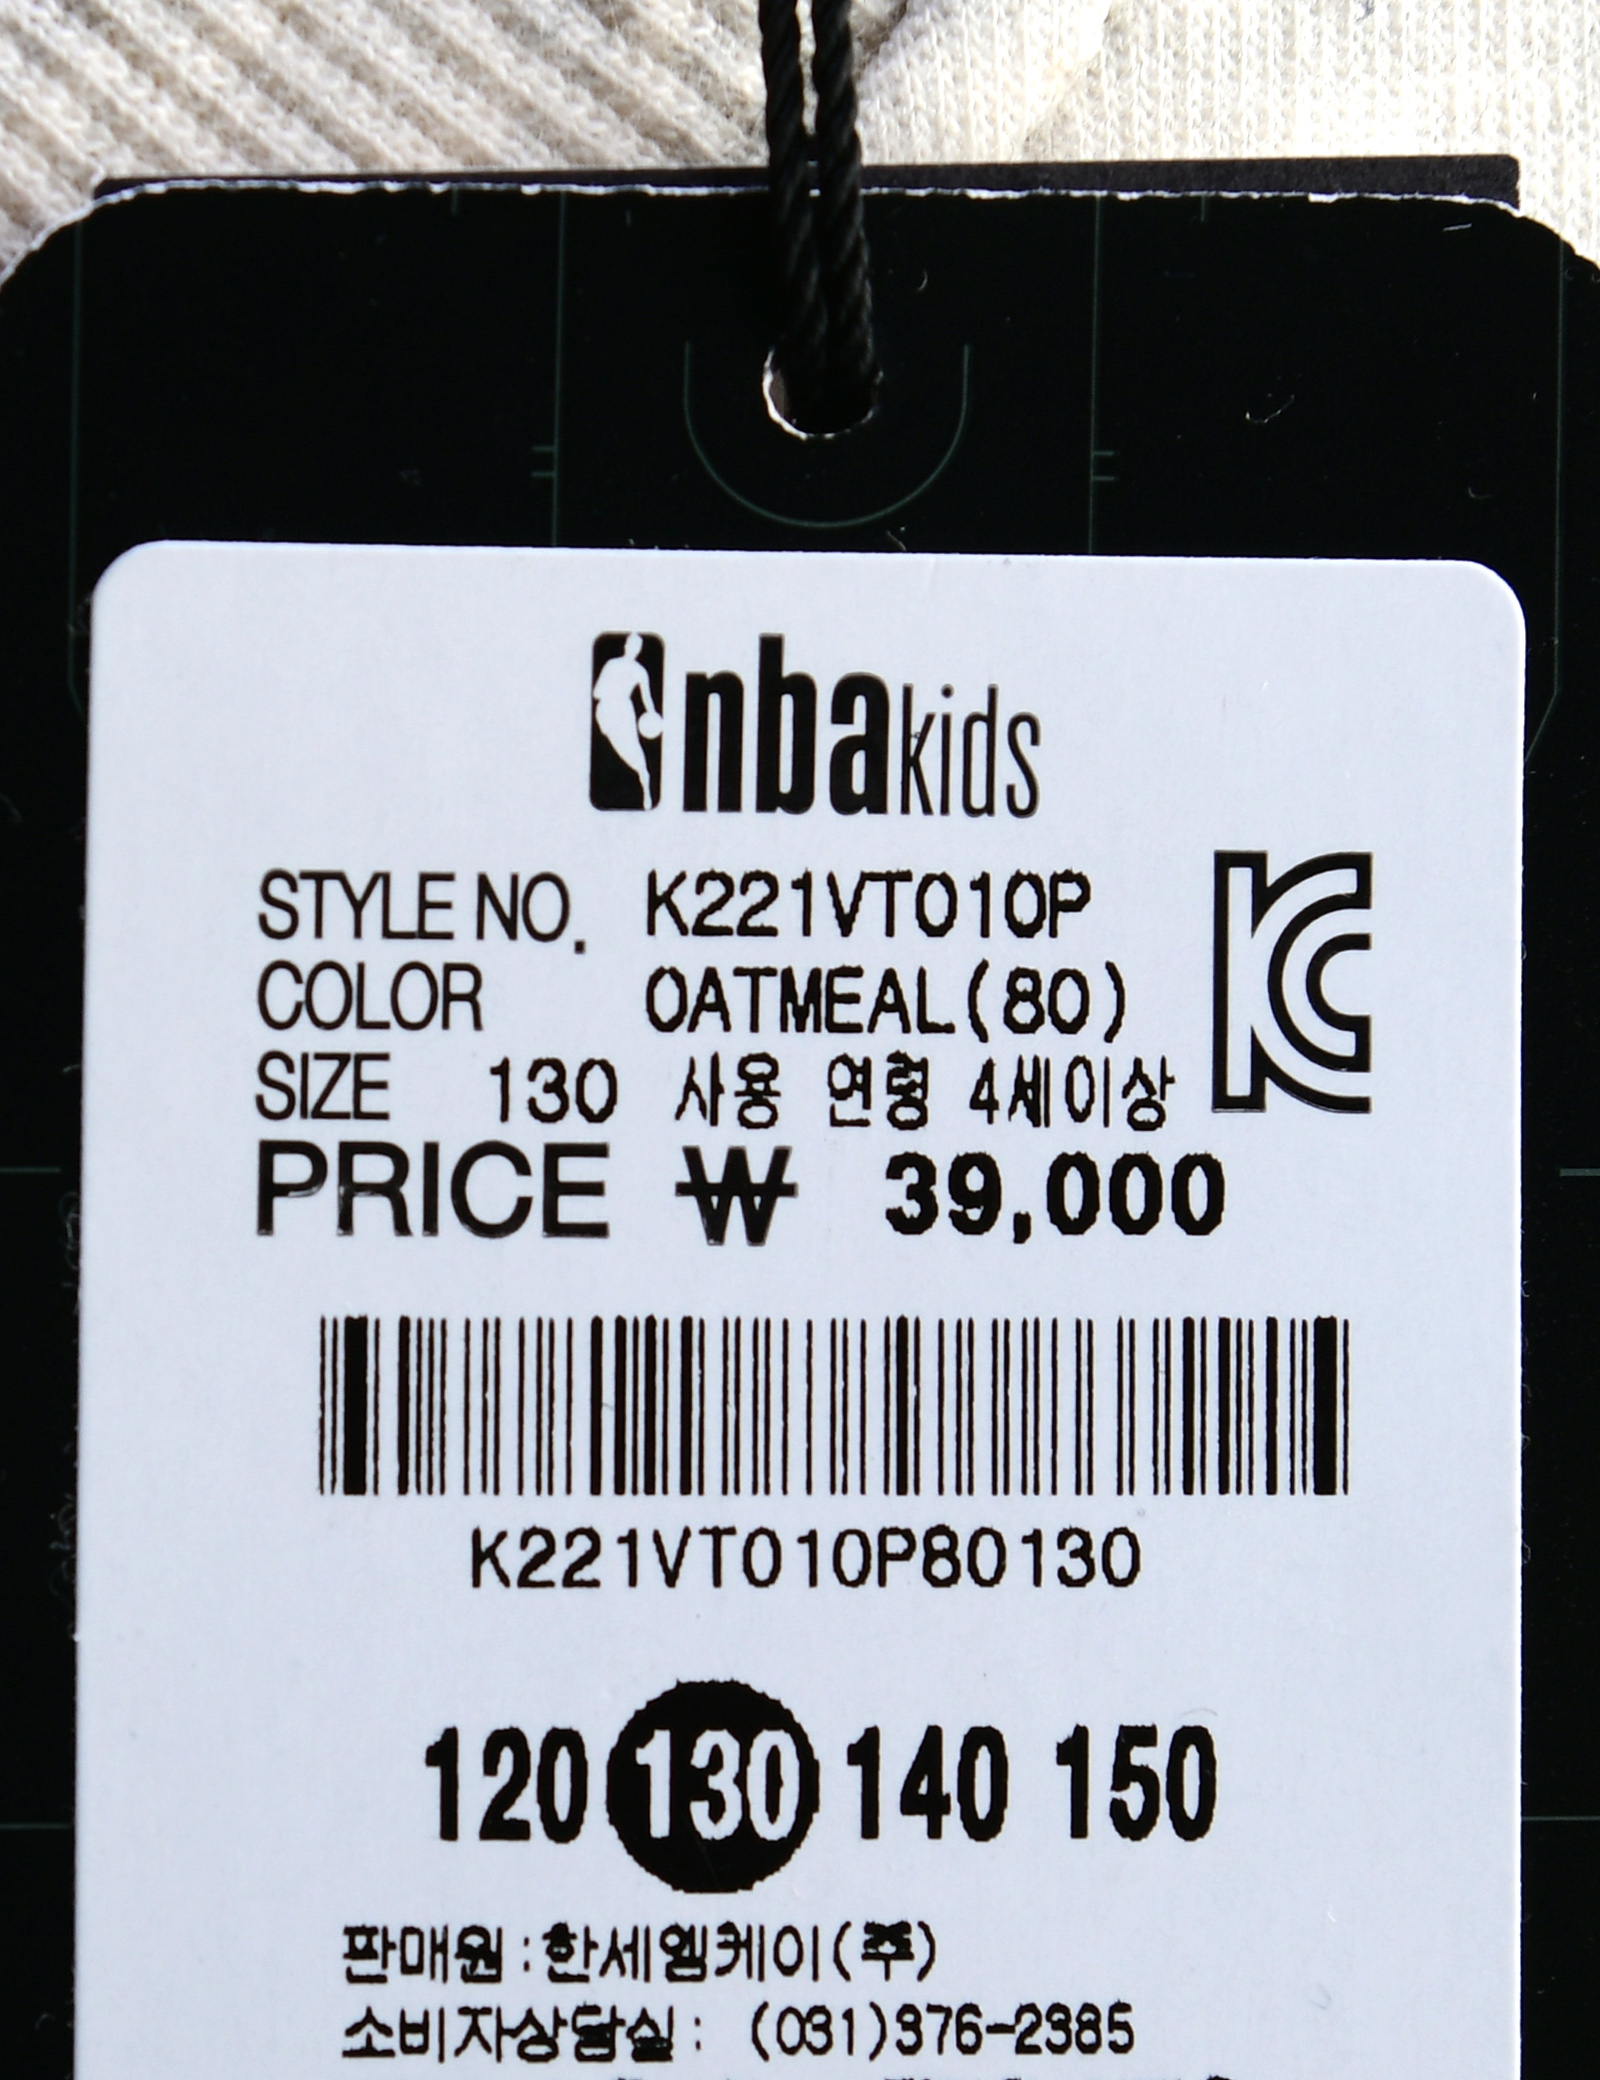 nba kids
STYLE NO. K221VT010P
COLOR OATMEAL(80)
SIZE 130 사용 연령 4세이상
PRICE ₩ 39,000
K221VT010P80130
120 130 140 150
판매원:한세엠케이(주)
소비자상담실: (031)376-2385